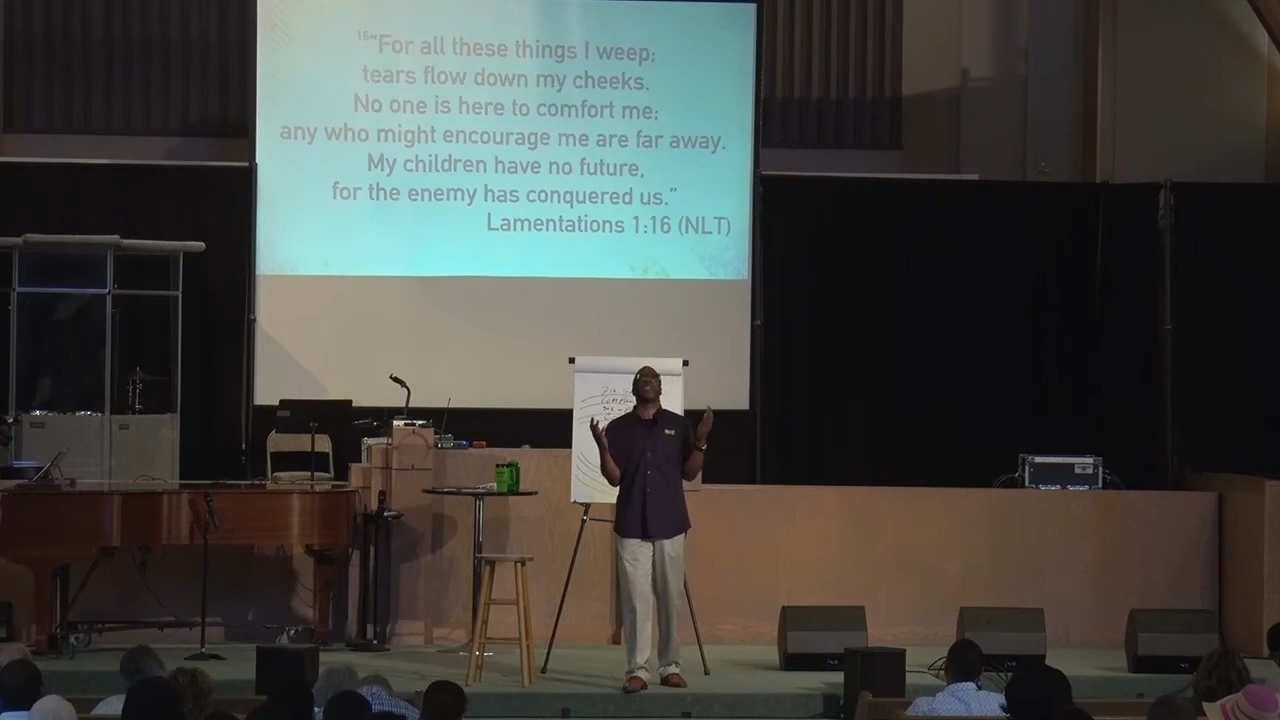 16“For all these things I weep;
tears flow down my cheeks.
No one is here to comfort me;
any who might encourage me are far away.
My children have no future,
for the enemy has conquered us.”
Lamentations 1:16 (NLT)